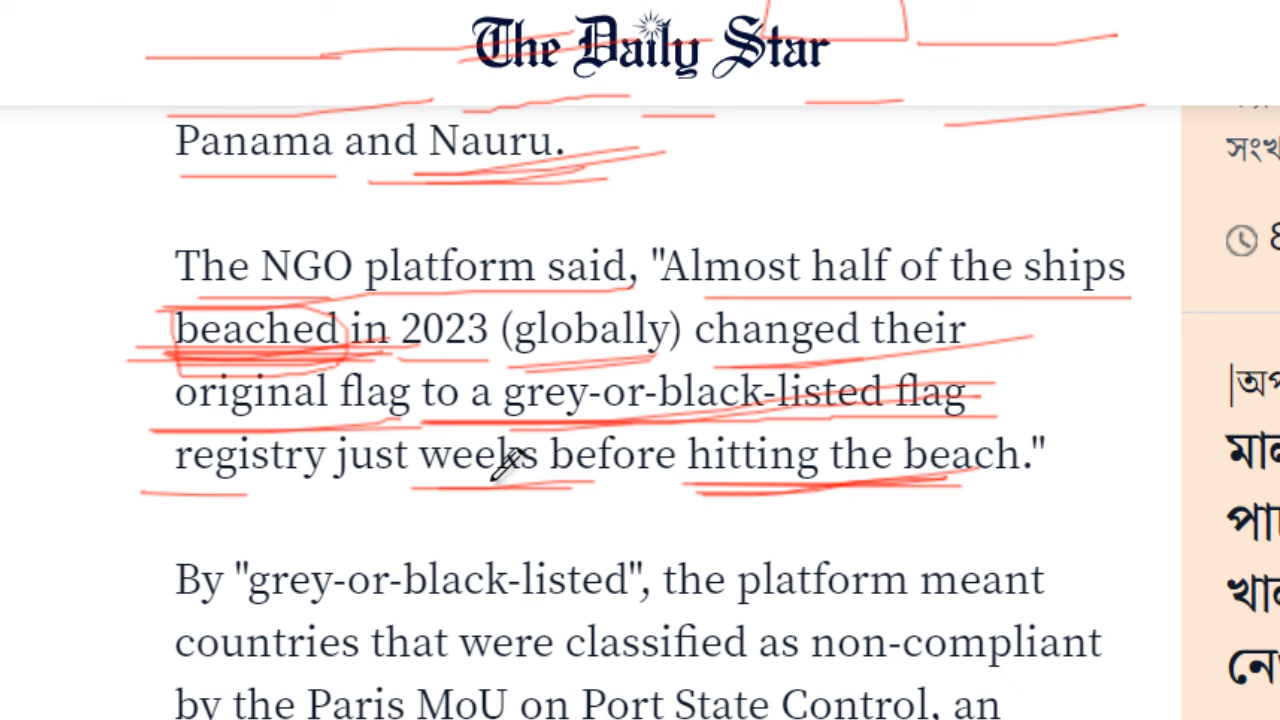 The Daily Star
Panama and Nauru.
The NGO platform said, "Almost half of the ships
beached in 2023 (globally) changed their
original flag to a grey-or-black-listed flag
registry just weeks before hitting the beach."
By "grey-or-black-listed", the platform meant
countries that were classified as non-compliant
by the Paris MoU on Port State Control, an